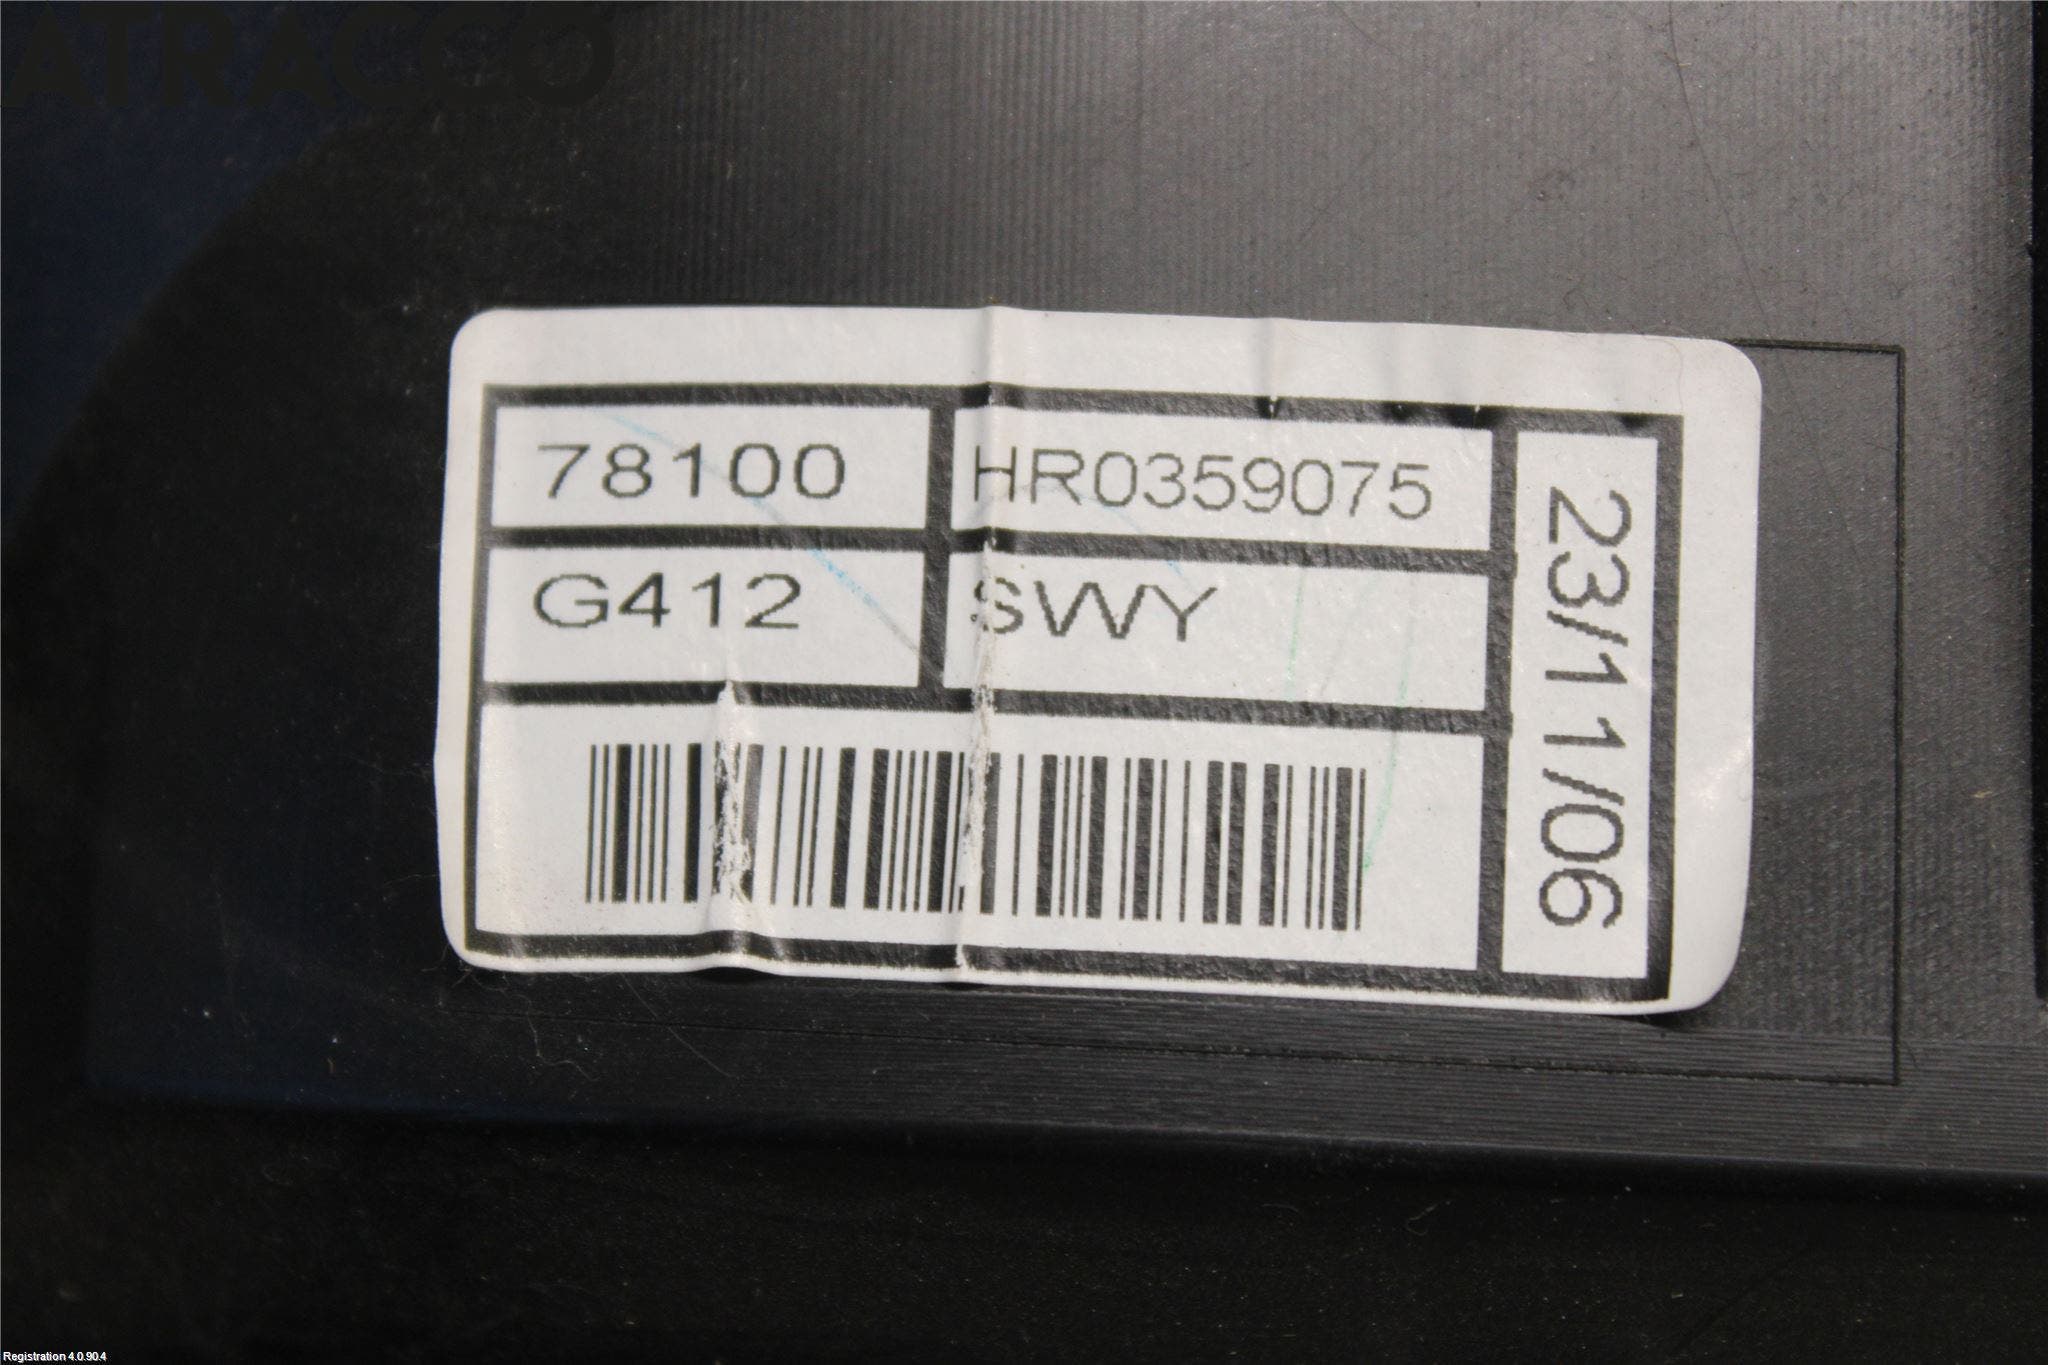 ATRACCO
78100 HR0359075
G412 SWY
23/11/06
Registration 4.0.90.4